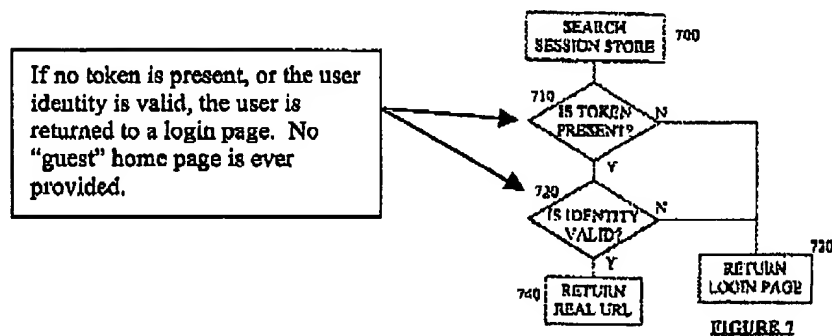 If no token is present, or the user
identity is valid, the user is
returned to a login page. No
"guest" home page is ever
provided.
SEARCH
SESSION STORE
700
710
IS TOKEN
PRESENT?
N
Y
720
IS IDENTITY
VALID?
N
Y
740
RETURN
REAL URL
730
RETURN
LOGIN PAGE
FIGURE 7